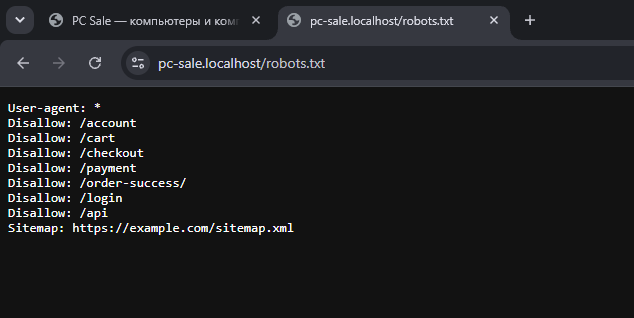 PC Sale — компьютеры и ком
pc-sale.localhost/robots.txt
pc-sale.localhost/robots.txt
User-agent: *
Disallow: /account
Disallow: /cart
Disallow: /checkout
Disallow: /payment
Disallow: /order-success/
Disallow: /login
Disallow: /api
Sitemap: https://example.com/sitemap.xml